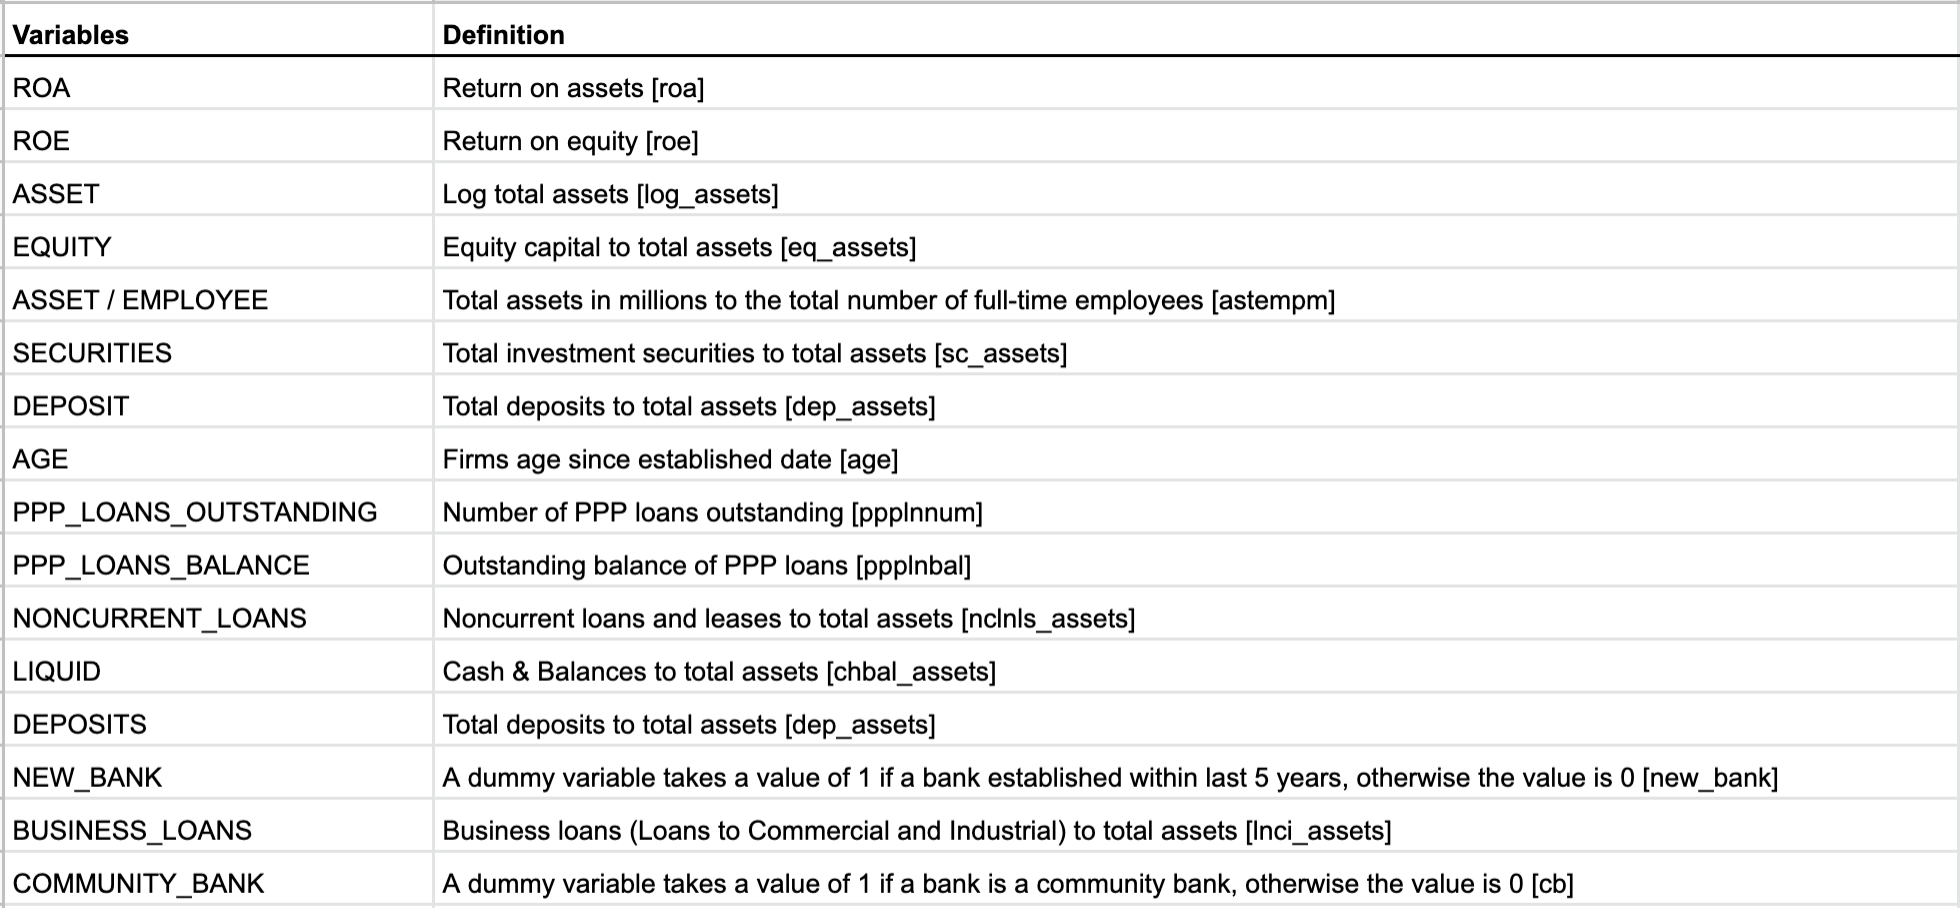 Variables Definition
ROA Return on assets [roa]
ROE Return on equity [roe]
ASSET Log total assets [log_assets]
EQUITY Equity capital to total assets [eq_assets]
ASSET / EMPLOYEE Total assets in millions to the total number of full-time employees [astempm]
SECURITIES Total investment securities to total assets [sc_assets]
DEPOSIT Total deposits to total assets [dep_assets]
AGE Firms age since established date [age]
PPP_LOANS_OUTSTANDING Number of PPP loans outstanding [ppplnnum]
PPP_LOANS_BALANCE Outstanding balance of PPP loans [ppplnbal]
NONCURRENT_LOANS Noncurrent loans and leases to total assets [nclnls_assets]
LIQUID Cash & Balances to total assets [chbal_assets]
DEPOSITS Total deposits to total assets [dep_assets]
NEW_BANK A dummy variable takes a value of 1 if a bank established within last 5 years, otherwise the value is 0 [new_bank]
BUSINESS_LOANS Business loans (Loans to Commercial and Industrial) to total assets [lnci_assets]
COMMUNITY_BANK A dummy variable takes a value of 1 if a bank is a community bank, otherwise the value is 0 [cb]